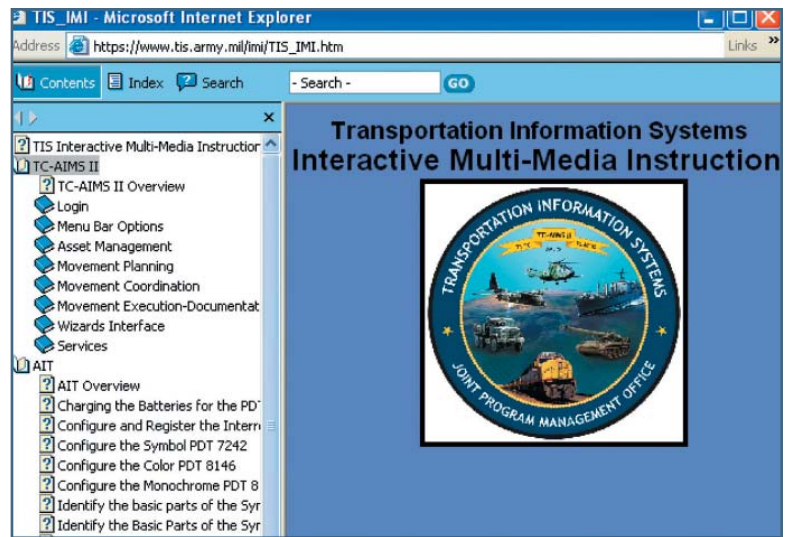 TIS_IMI - Microsoft Internet Explorer
Address https://www.tis.army.mil/imi/TIS_IMI.htm Links »
Contents Index Search - Search - GO
TIS Interactive Multi-Media Instruction
TC-AIMS II
TC-AIMS II Overview
Login
Menu Bar Options
Asset Management
Movement Planning
Movement Coordination
Movement Execution-Documentat
Wizards Interface
Services
AIT
AIT Overview
Charging the Batteries for the PD
Configure and Register the Interm
Configure the Symbol PDT 7242
Configure the Color PDT 8146
Configure the Monochrome PDT 8
Identify the basic parts of the Syr
Identify the Basic Parts of the Syr
Transportation Information Systems
Interactive Multi-Media Instruction
TRANSPORTATION INFORMATION SYSTEMS
TC-AIMS II
JOINT PROGRAM MANAGEMENT OFFICE